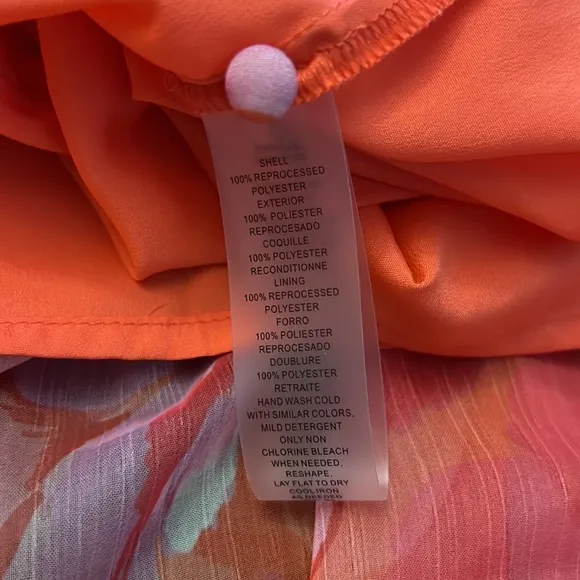 SHELL
100% REPROCESSED
POLYESTER
EXTERIOR
100% POLIESTER
REPROCESADO
COQUILLE
100% POLYESTER
RECONDITIONNE
LINING
100% REPROCESSED
POLYESTER
FORRO
100% POLIESTER
REPROCESADO
DOUBLURE
100% POLYESTER
RETRAITE
HAND WASH COLD
WITH SIMILAR COLORS,
MILD DETERGENT
ONLY NON
CHLORINE BLEACH
WHEN NEEDED,
RESHAPE,
LAY FLAT TO DRY
COOL IRON
AS NEEDED